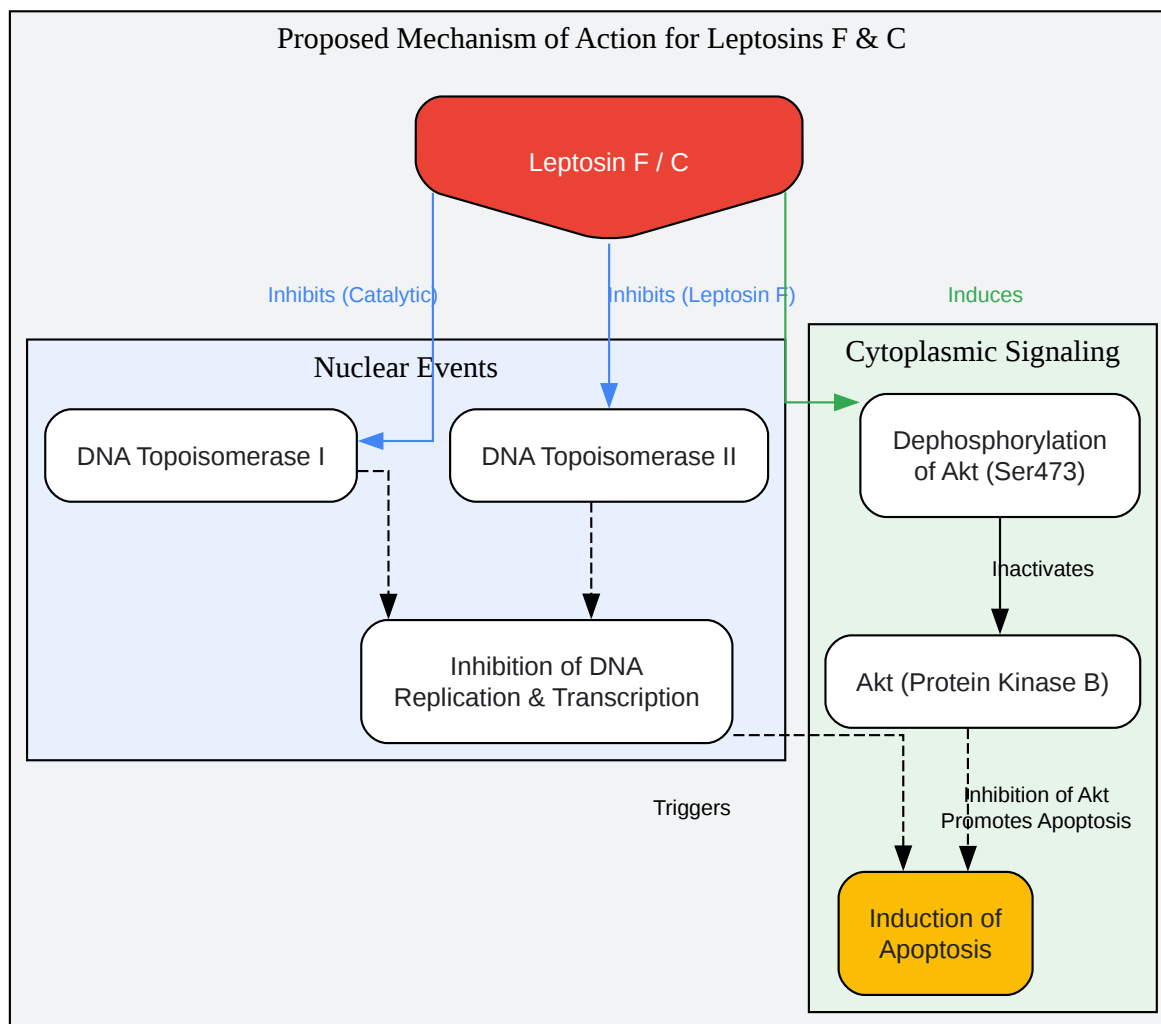 Proposed Mechanism of Action for Leptosins F & C
Leptosin F / C
Inhibits (Catalytic)
Inhibits (Leptosin F)
Induces
Nuclear Events
Cytoplasmic Signaling
DNA Topoisomerase I
DNA Topoisomerase II
Dephosphorylation
of Akt (Ser473)
Inactivates
Inhibition of DNA
Replication & Transcription
Akt (Protein Kinase B)
Triggers
Inhibition of Akt
Promotes Apoptosis
Induction of
Apoptosis